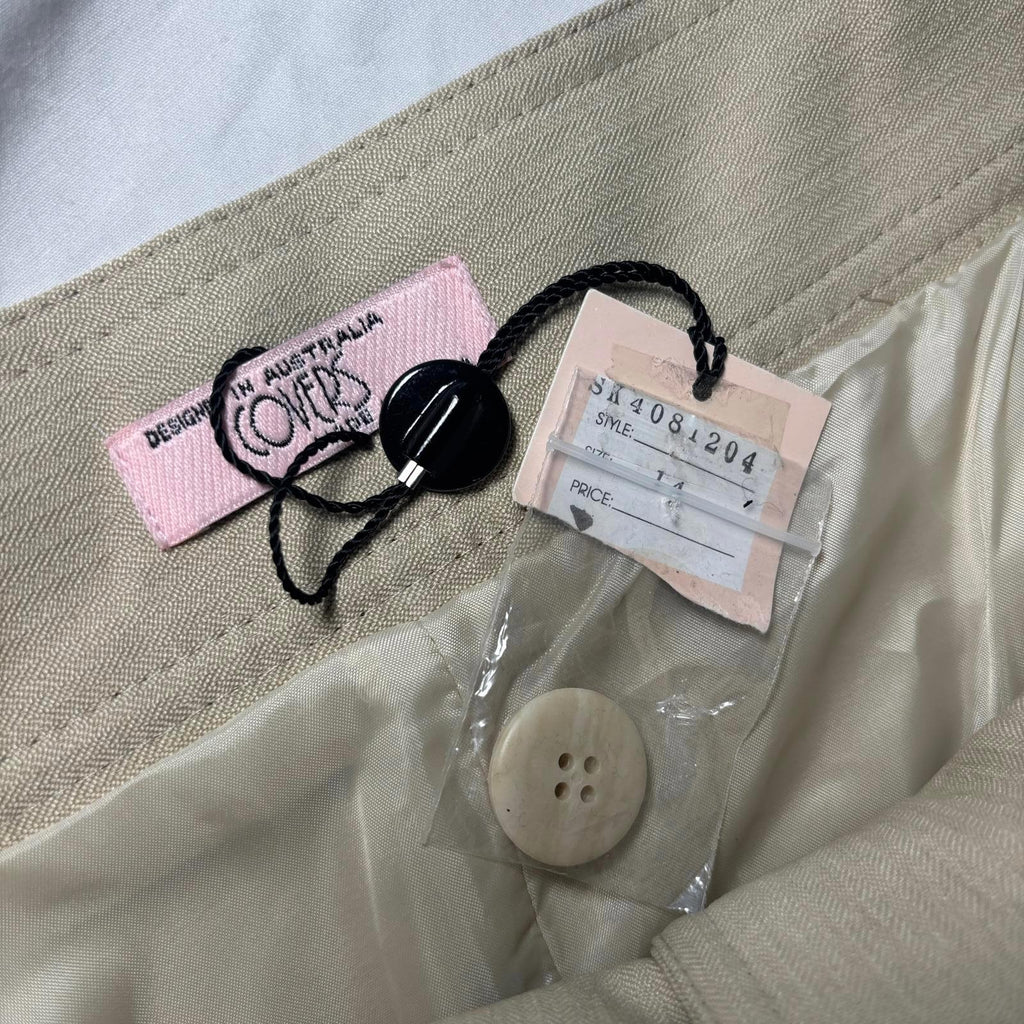 DESIGNED IN AUSTRALIA
COVERS
SK4081204
STYLE:
SIZE: 14
PRICE: